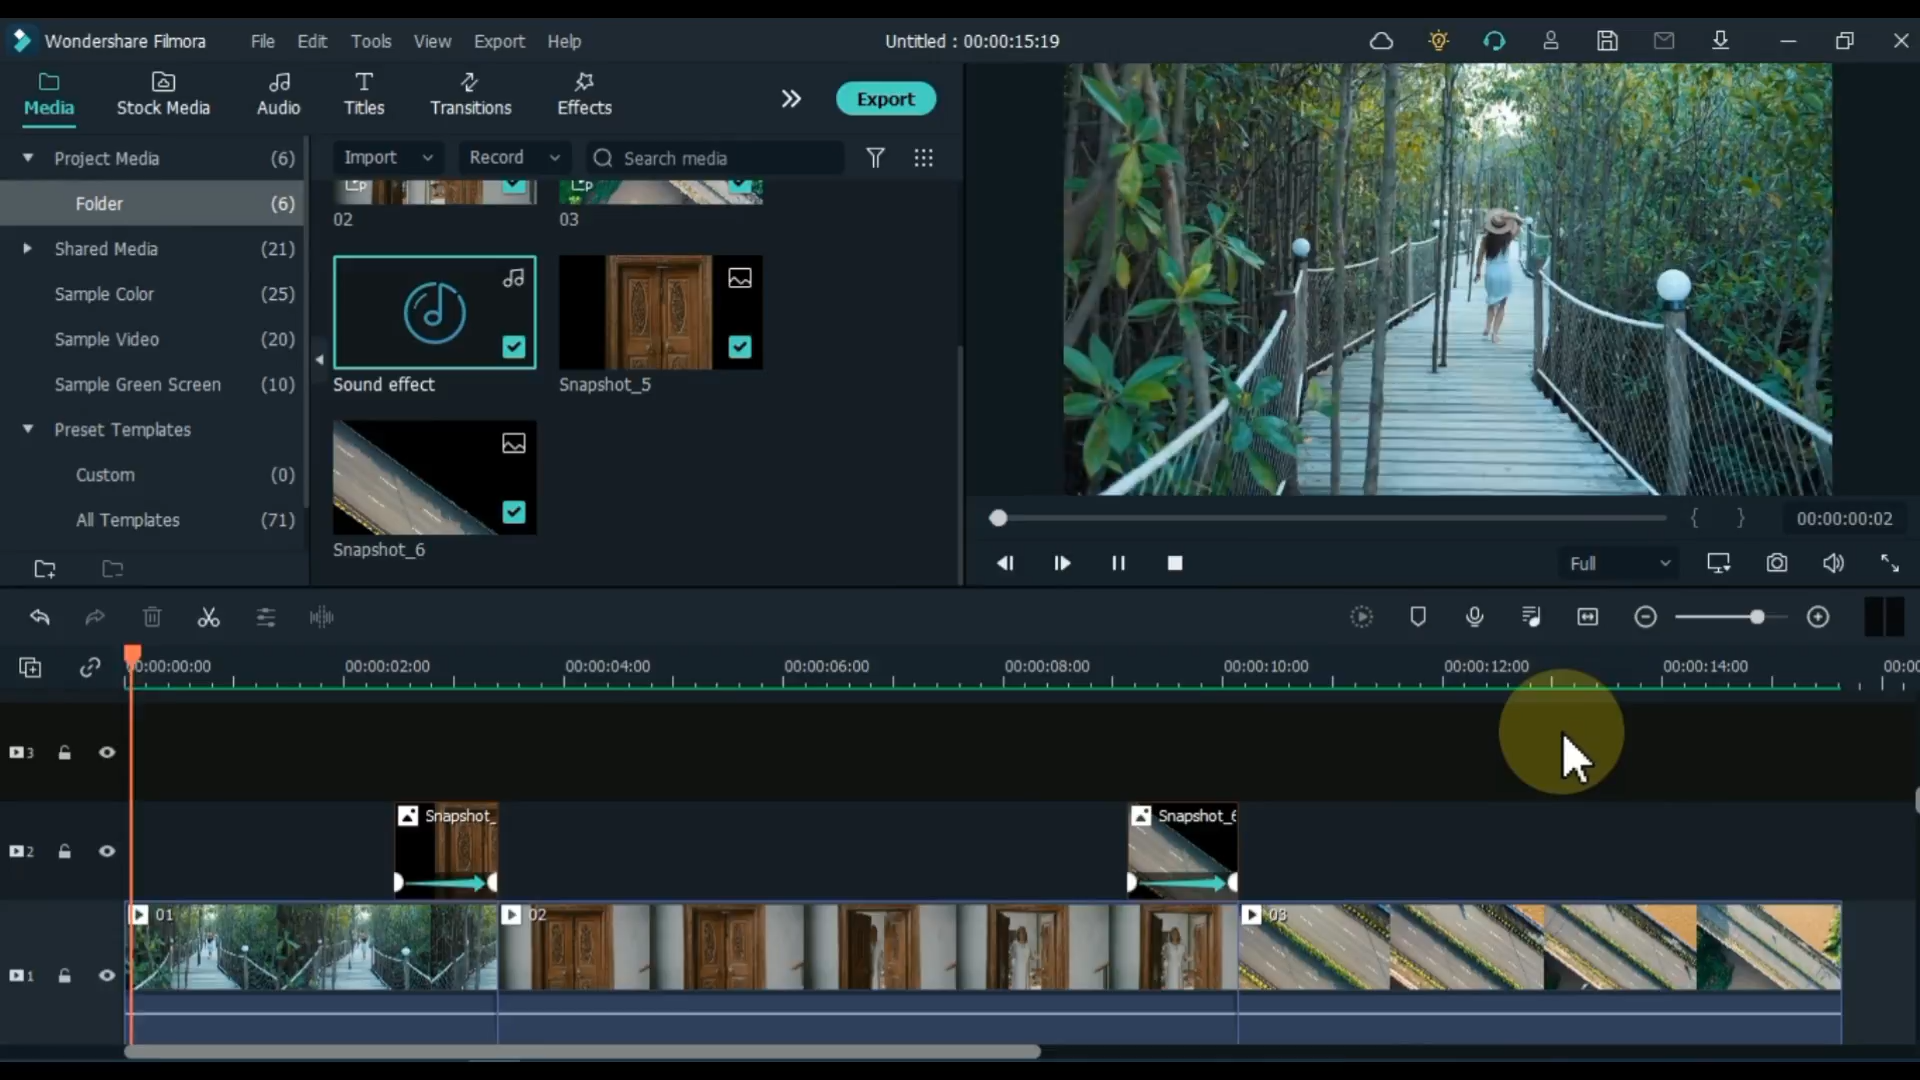 Wondershare Filmora File Edit Tools View Export Help Untitled : 00:00:15:19
Media Stock Media Audio Titles Transitions Effects Export
Project Media (6)
Folder (6)
Shared Media (21)
Sample Color (25)
Sample Video (20)
Sample Green Screen (10)
Preset Templates
Custom (0)
All Templates (71)
Import Record Search media
02 03
Sound effect Snapshot_5
Snapshot_6
{ } 00:00:00:02
Full
00:00:00:00 00:00:02:00 00:00:04:00 00:00:06:00 00:00:08:00 00:00:10:00 00:00:12:00 00:00:14:00 00:00
3
2 Snapshot_ Snapshot_6
01 02 03
1